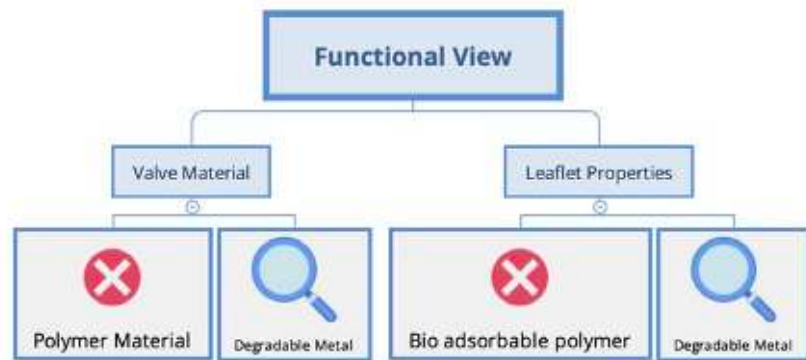 Functional View
Valve Material
Leaflet Properties
Polymer Material
Degradable Metal
Bio adsorbable polymer
Degradable Metal